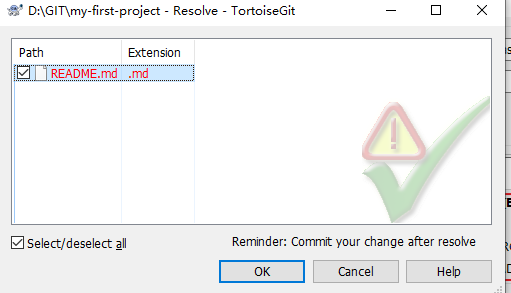 D:\GIT\my-first-project - Resolve - TortoiseGit
Path Extension
README.md .md
Select/deselect all
Reminder: Commit your change after resolve
OK Cancel Help